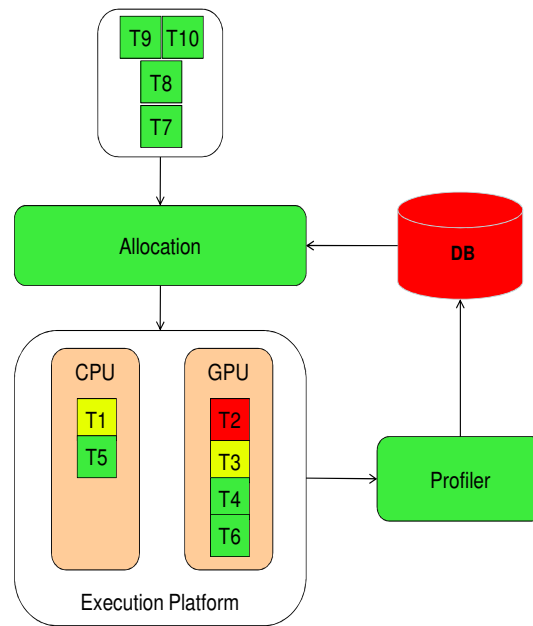 T9 T10
T8
T7
Allocation
DB
CPU GPU
T1 T2
T5 T3
T4
T6
Profiler
Execution Platform